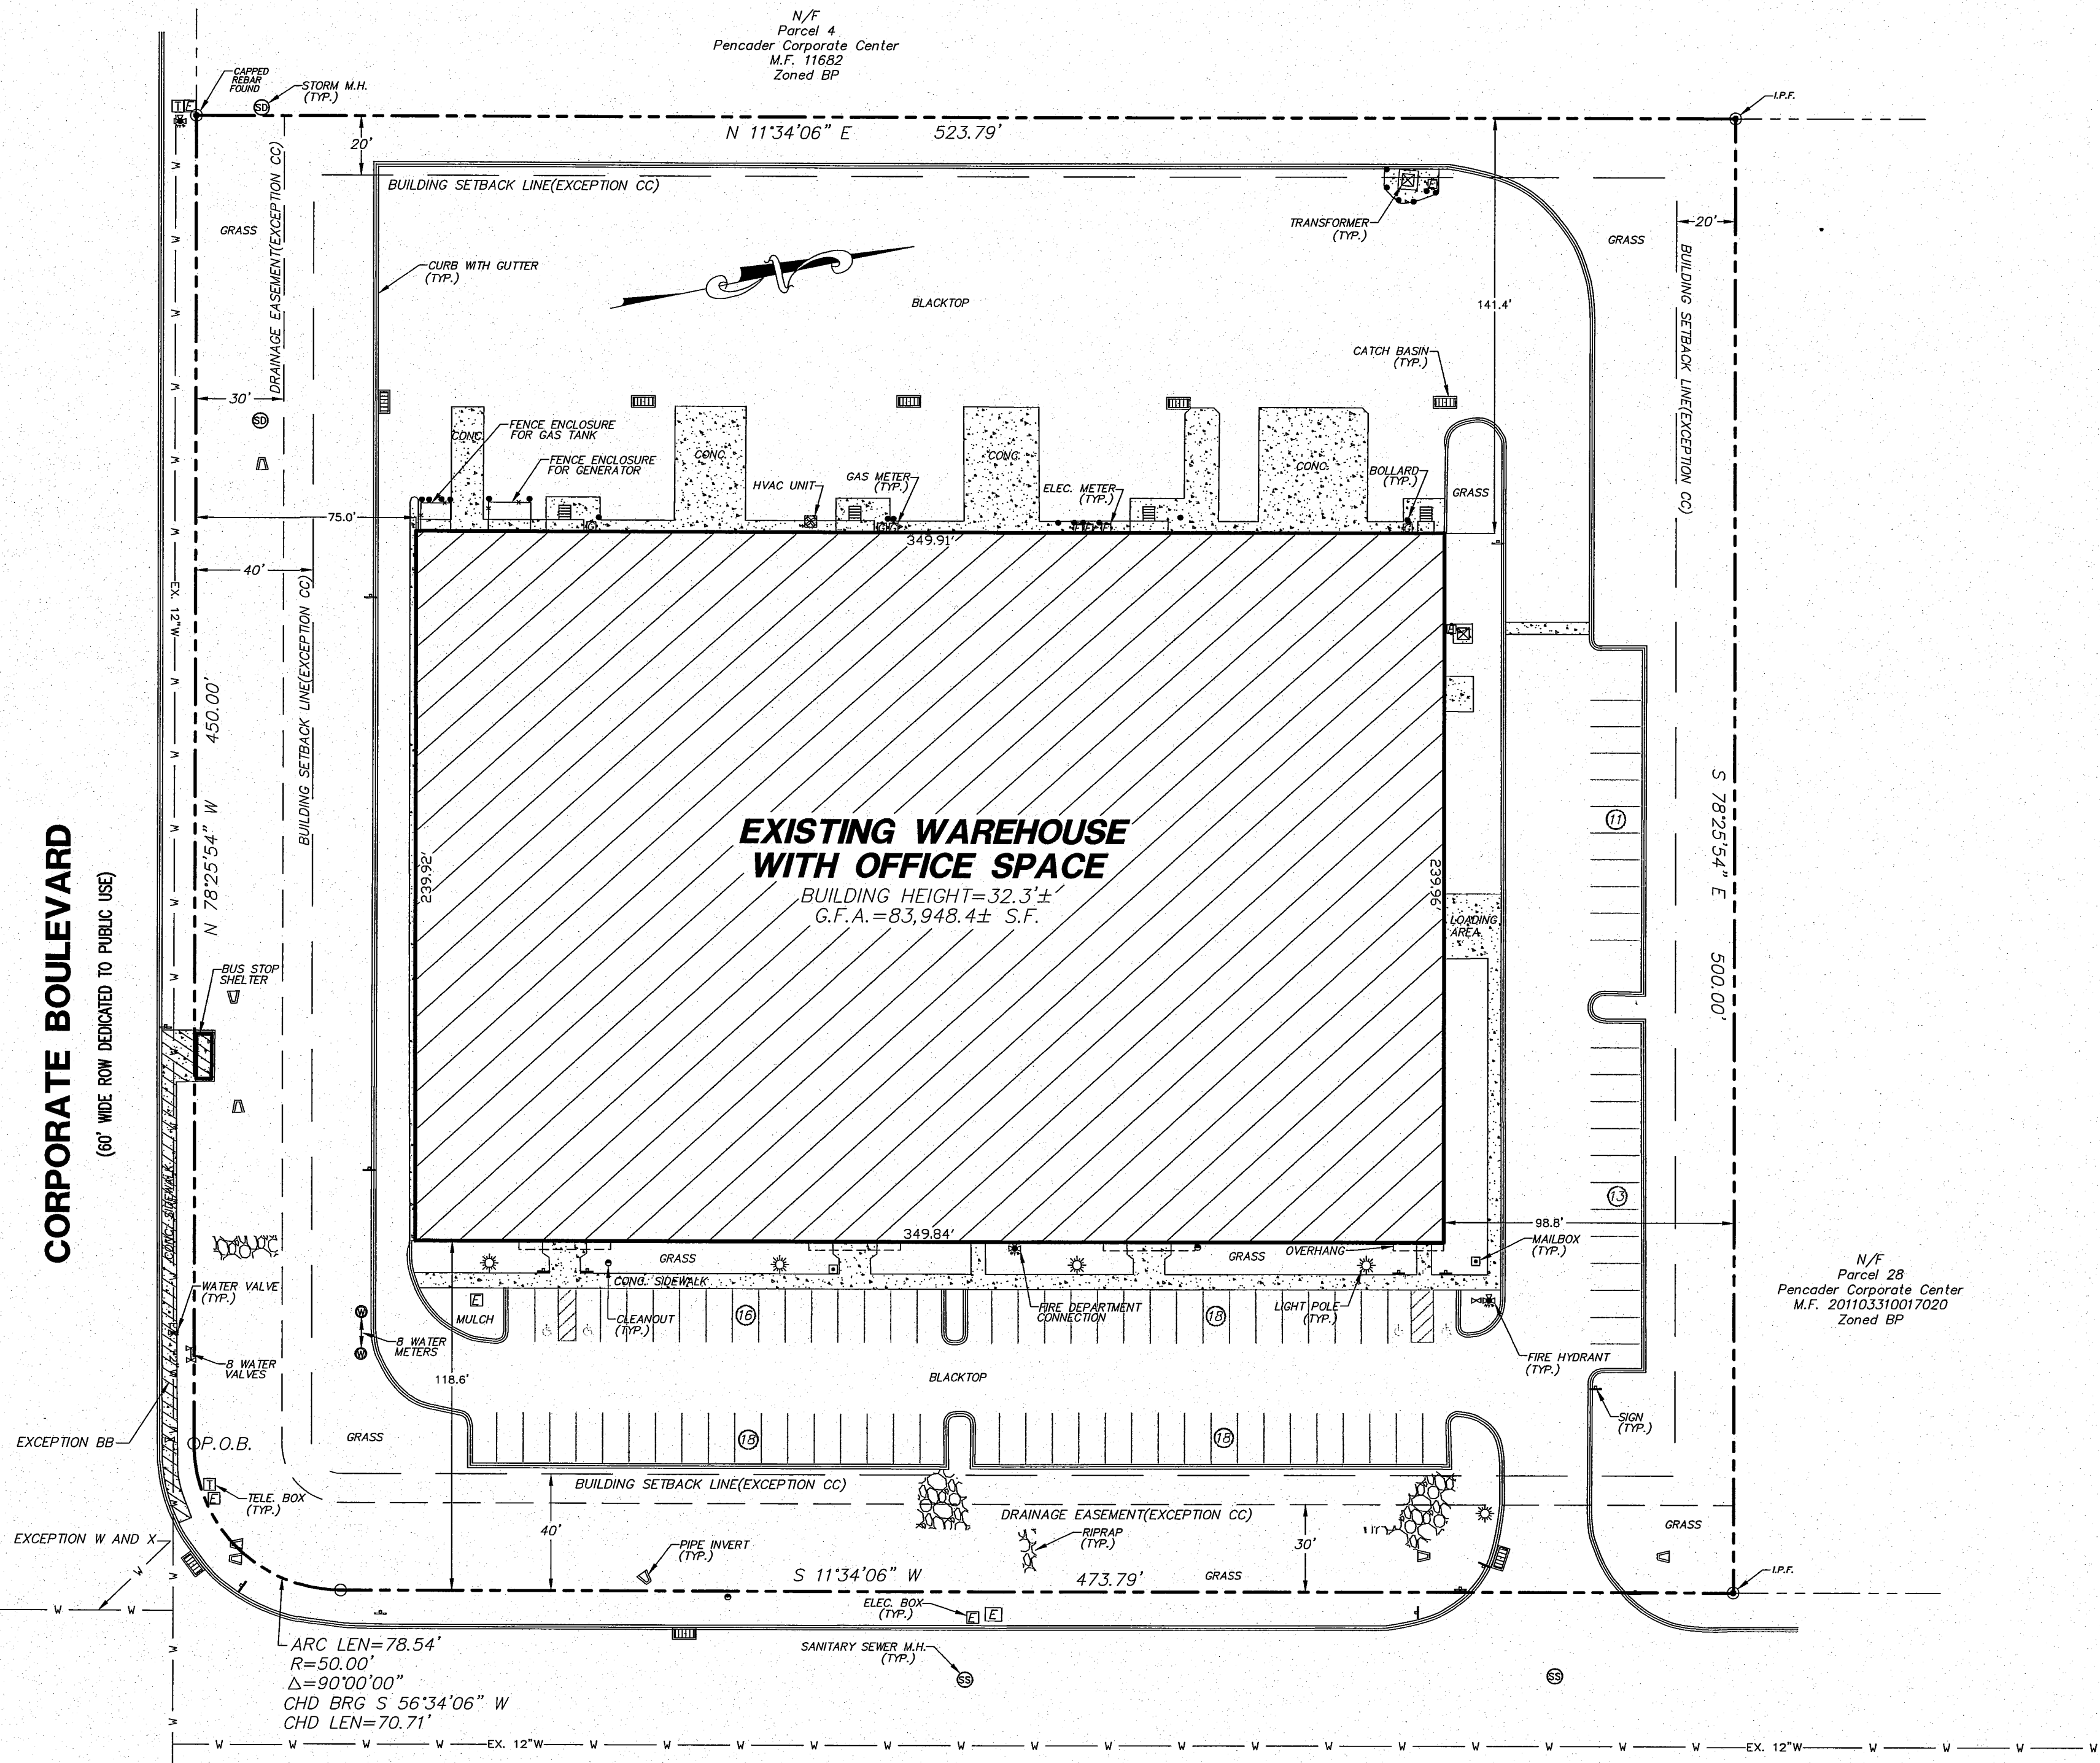 N/F
Parcel 4
Pencader Corporate Center
M.F. 11682
Zoned BP
CAPPED
REBAR
FOUND
STORM M.H.
(TYP.)
T E
SD
I.P.F.
N 11°34'06" E 523.79'
20'
BUILDING SETBACK LINE(EXCEPTION CC)
GRASS
DRAINAGE EASEMENT(EXCEPTION CC)
CURB WITH GUTTER
(TYP.)
N
BLACKTOP
TRANSFORMER
(TYP.)
E
GRASS
20'
BUILDING SETBACK LINE(EXCEPTION CC)
141.4'
CATCH BASIN
(TYP.)
30'
SD
CONC.
FENCE ENCLOSURE
FOR GAS TANK
FENCE ENCLOSURE
FOR GENERATOR
CONC.
HVAC UNIT
GAS METER
(TYP.)
CONC.
ELEC. METER
(TYP.)
CONC.
BOLLARD
(TYP.)
GRASS
75.0'
349.91'
40'
EX. 12"W
BUILDING SETBACK LINE(EXCEPTION CC)
N 78°25'54" W 450.00'
S 78°25'54" E 500.00'
CORPORATE BOULEVARD
(60' WIDE ROW DEDICATED TO PUBLIC USE)
239.92'
EXISTING WAREHOUSE
WITH OFFICE SPACE
BUILDING HEIGHT=32.3'±
G.F.A.=83,948.4± S.F.
239.96'
LOADING
AREA
11
BUS STOP
SHELTER
13
CONC. SIDEWALK
349.84'
98.8'
GRASS
GRASS
OVERHANG
MAILBOX
(TYP.)
CONC. SIDEWALK
WATER VALVE
(TYP.)
E
MULCH
CLEANOUT
(TYP.)
16
FIRE DEPARTMENT
CONNECTION
18
LIGHT POLE
(TYP.)
W
8 WATER
METERS
W
8 WATER
VALVES
FIRE HYDRANT
(TYP.)
N/F
Parcel 28
Pencader Corporate Center
M.F. 201103310017020
Zoned BP
118.6'
BLACKTOP
SIGN
(TYP.)
EXCEPTION BB
P.O.B.
GRASS
18
18
BUILDING SETBACK LINE(EXCEPTION CC)
T
E
TELE. BOX
(TYP.)
DRAINAGE EASEMENT(EXCEPTION CC)
EXCEPTION W AND X
40'
RIPRAP
(TYP.)
30'
GRASS
PIPE INVERT
(TYP.)
S 11°34'06" W 473.79'
GRASS
I.P.F.
ELEC. BOX
(TYP.)
E E
W W W
ARC LEN=78.54'
R=50.00'
Δ=90°00'00"
CHD BRG S 56°34'06" W
CHD LEN=70.71'
SANITARY SEWER M.H.
(TYP.)
SS
SS
W W W W EX. 12"W W W W W W W W W W W W W W W EX. 12"W W W W W